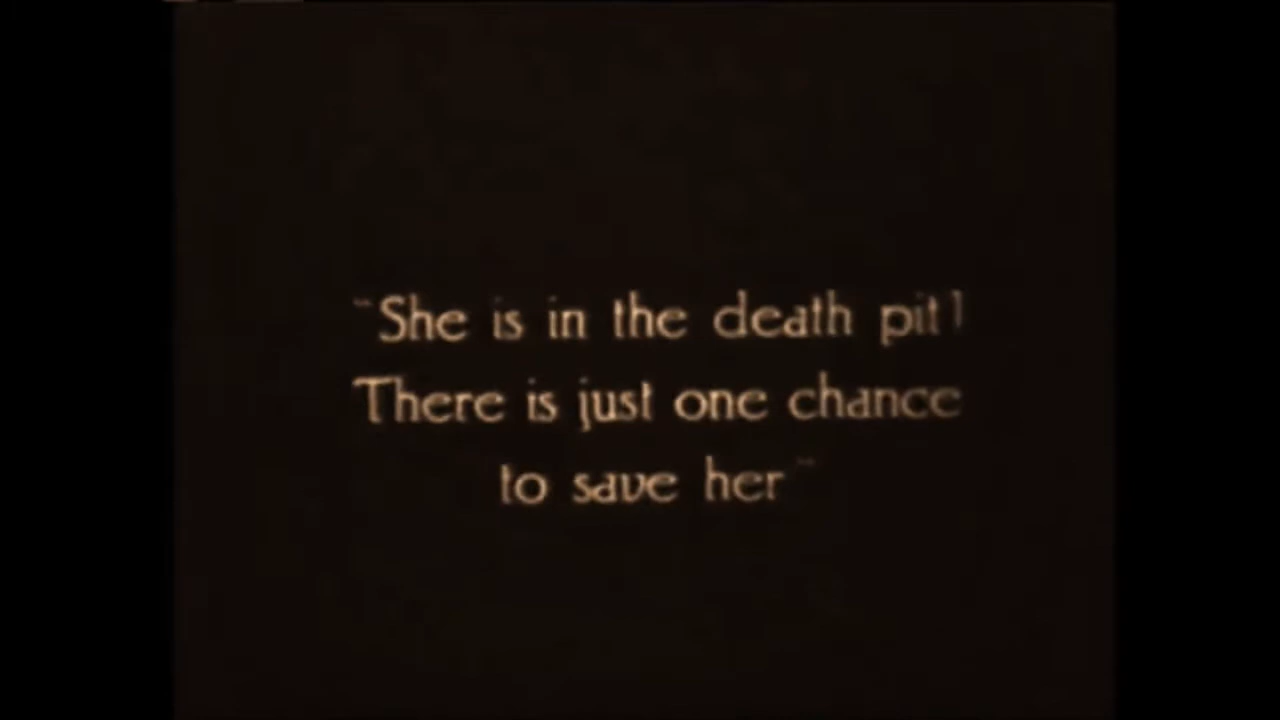 "She is in the death pit!
There is just one chance
to save her"